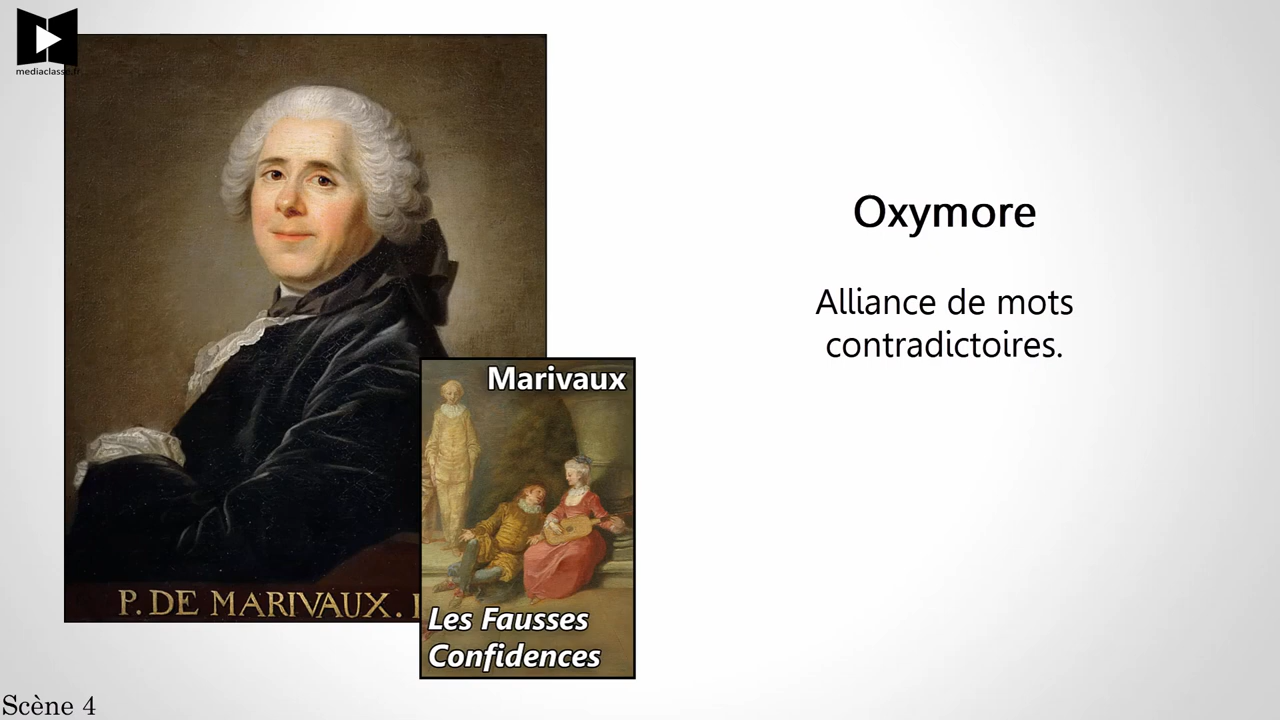 mediaclasse.fr
P. DE MARIVAUX.
Oxymore
Alliance de mots
contradictoires.
Marivaux
Les Fausses
Confidences
Scène 4